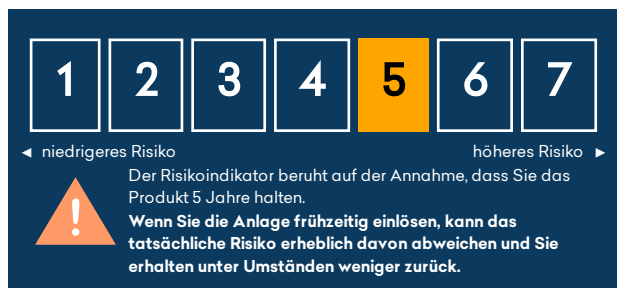 1 2 3 4 5 6 7
◄ niedrigeres Risiko höheres Risiko ►
Der Risikoindikator beruht auf der Annahme, dass Sie das
Produkt 5 Jahre halten.
Wenn Sie die Anlage frühzeitig einlösen, kann das
tatsächliche Risiko erheblich davon abweichen und Sie
erhalten unter Umständen weniger zurück.